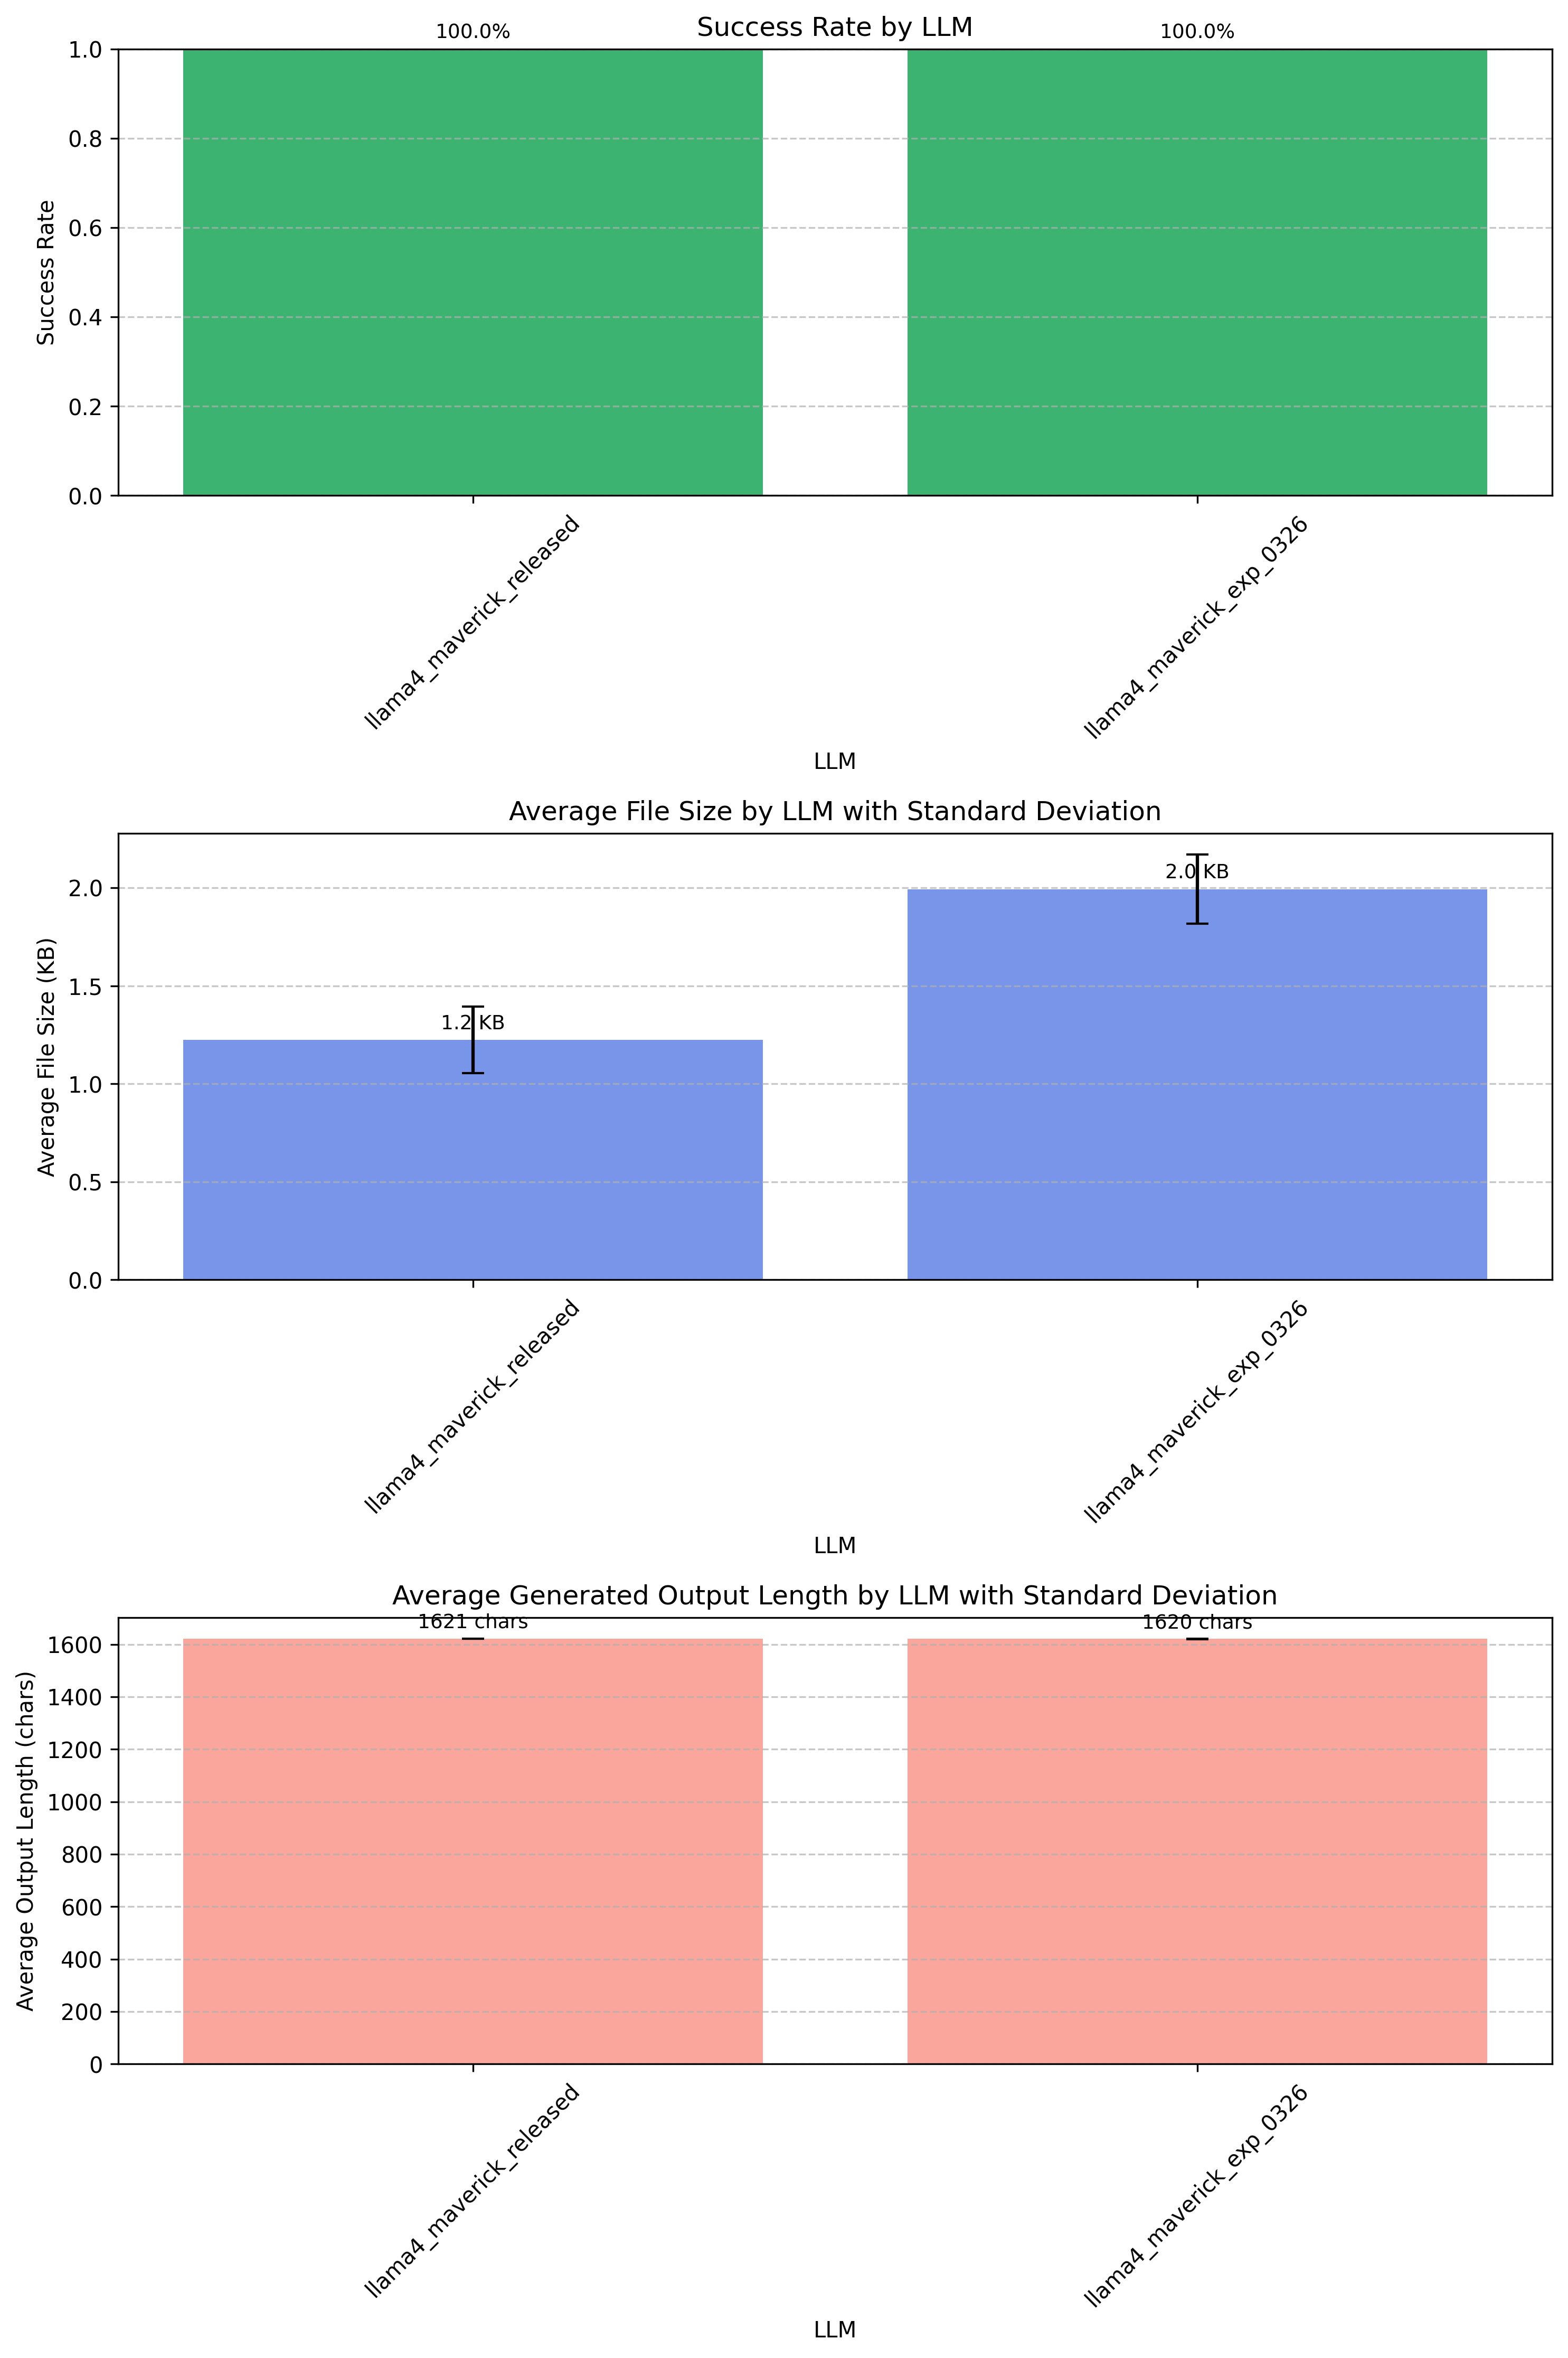 Success Rate by LLM
100.0%
100.0%
1.0
0.8
0.6
0.4
0.2
0.0
Success Rate
llama4_maverick_released
llama4_maverick_exp_0326
LLM
Average File Size by LLM with Standard Deviation
2.0 KB
1.2 KB
2.0
1.5
1.0
0.5
0.0
Average File Size (KB)
llama4_maverick_released
llama4_maverick_exp_0326
LLM
Average Generated Output Length by LLM with Standard Deviation
1621 chars
1620 chars
1600
1400
1200
1000
800
600
400
200
0
Average Output Length (chars)
llama4_maverick_released
llama4_maverick_exp_0326
LLM